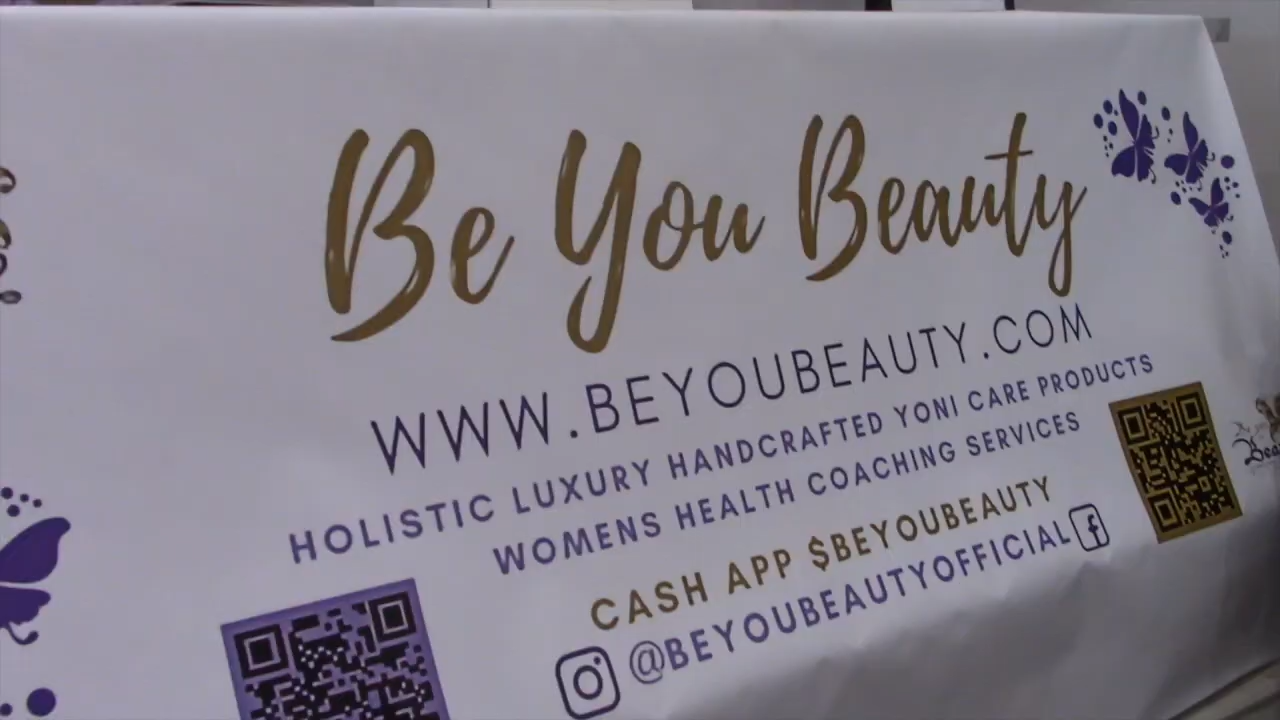 Be You Beauty
WWW.BEYOUBEAUTY.COM
HOLISTIC LUXURY HANDCRAFTED YONI CARE PRODUCTS
WOMENS HEALTH COACHING SERVICES
CASH APP $BEYOUBEAUTY
@BEYOUBEAUTYOFFICIAL